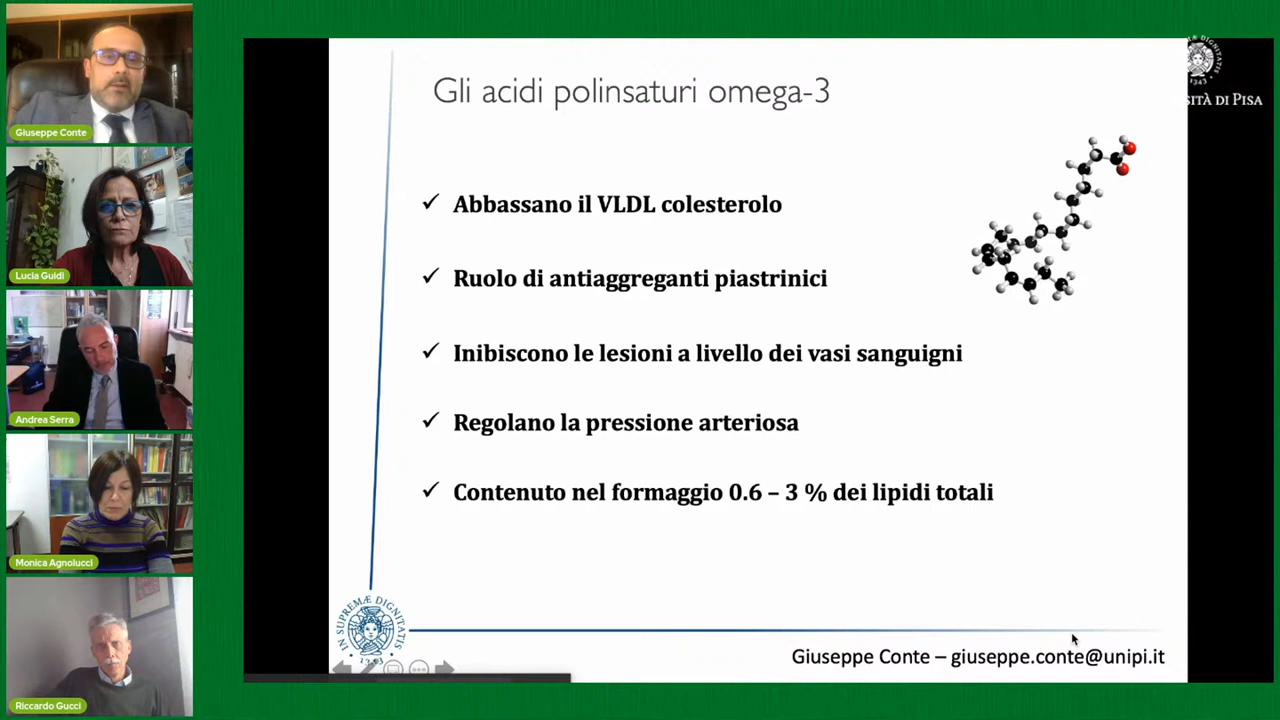 Giuseppe Conte
Lucia Guidi
Andrea Serra
Monica Agnolucci
Riccardo Gucci
Gli acidi polinsaturi omega-3
SITÀ DI PISA
✓ Abbassano il VLDL colesterolo
✓ Ruolo di antiaggreganti piastrinici
✓ Inibiscono le lesioni a livello dei vasi sanguigni
✓ Regolano la pressione arteriosa
✓ Contenuto nel formaggio 0.6 – 3 % dei lipidi totali
IN SUPREMÆ DIGNITATIS
1343
Giuseppe Conte – giuseppe.conte@unipi.it